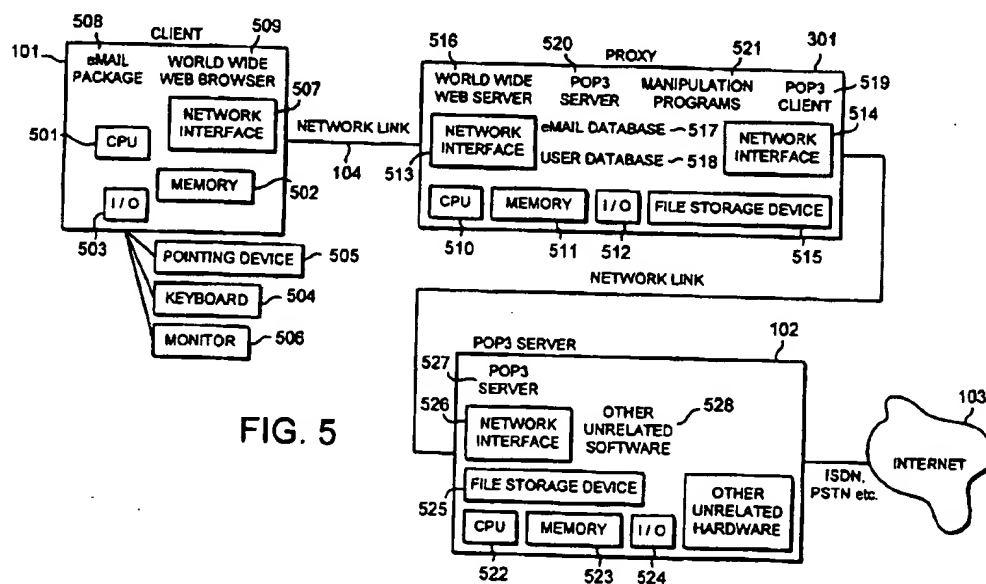 508
CLIENT
509
101
eMAIL
PACKAGE
WORLD WIDE
WEB BROWSER
507
NETWORK
INTERFACE
501
CPU
MEMORY
502
I/O
503
POINTING DEVICE
505
KEYBOARD
504
MONITOR
506
NETWORK LINK
104
516
520
521
301
PROXY
WORLD WIDE
WEB SERVER
POP3
SERVER
MANIPULATION
PROGRAMS
POP3
CLIENT
519
514
NETWORK
INTERFACE
513
eMAIL DATABASE
517
USER DATABASE
518
NETWORK
INTERFACE
CPU
MEMORY
I/O
FILE STORAGE DEVICE
510
511
512
515
NETWORK LINK
POP3 SERVER
102
527
POP3
SERVER
526
NETWORK
INTERFACE
OTHER
UNRELATED
SOFTWARE
528
FILE STORAGE DEVICE
525
CPU
MEMORY
I/O
OTHER
UNRELATED
HARDWARE
522
523
524
ISDN,
PSTN etc.
103
INTERNET
FIG. 5